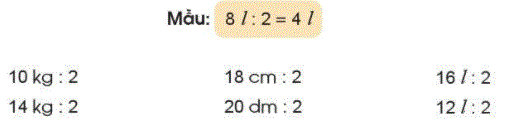 Mẫu: 8 l : 2 = 4 l
10 kg : 2 18 cm : 2 16 l : 2
14 kg : 2 20 dm : 2 12 l : 2